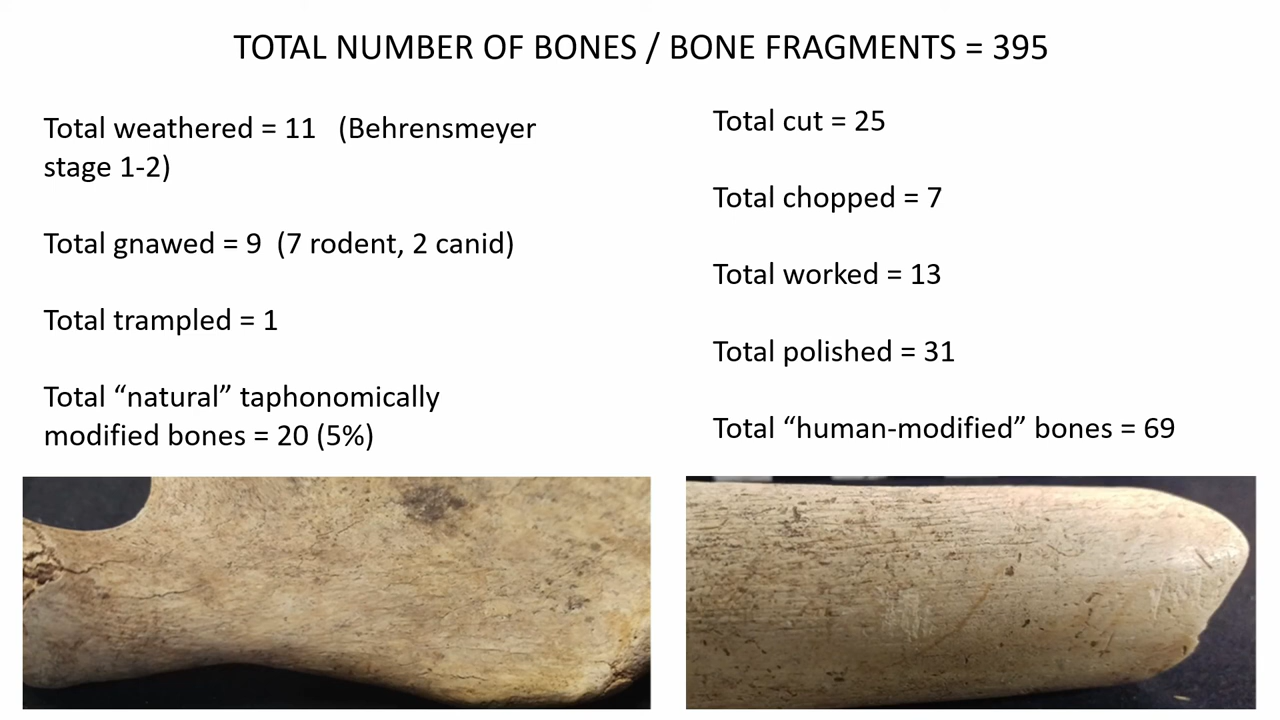 TOTAL NUMBER OF BONES / BONE FRAGMENTS = 395
Total weathered = 11 (Behrensmeyer
stage 1-2)
Total gnawed = 9 (7 rodent, 2 canid)
Total trampled = 1
Total “natural” taphonomically
modified bones = 20 (5%)
Total cut = 25
Total chopped = 7
Total worked = 13
Total polished = 31
Total “human-modified” bones = 69